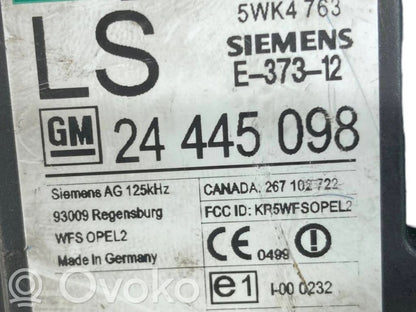 5WK4 763
LS
SIEMENS
E-373-12
GM 24 445 098
Siemens AG 125kHz
93009 Regensburg
WFS OPEL2
Made in Germany
CANADA: 267 102 722
FCC ID: KR5WFSOPEL2
CE 0499
e1 I-00 0232
Ovoko